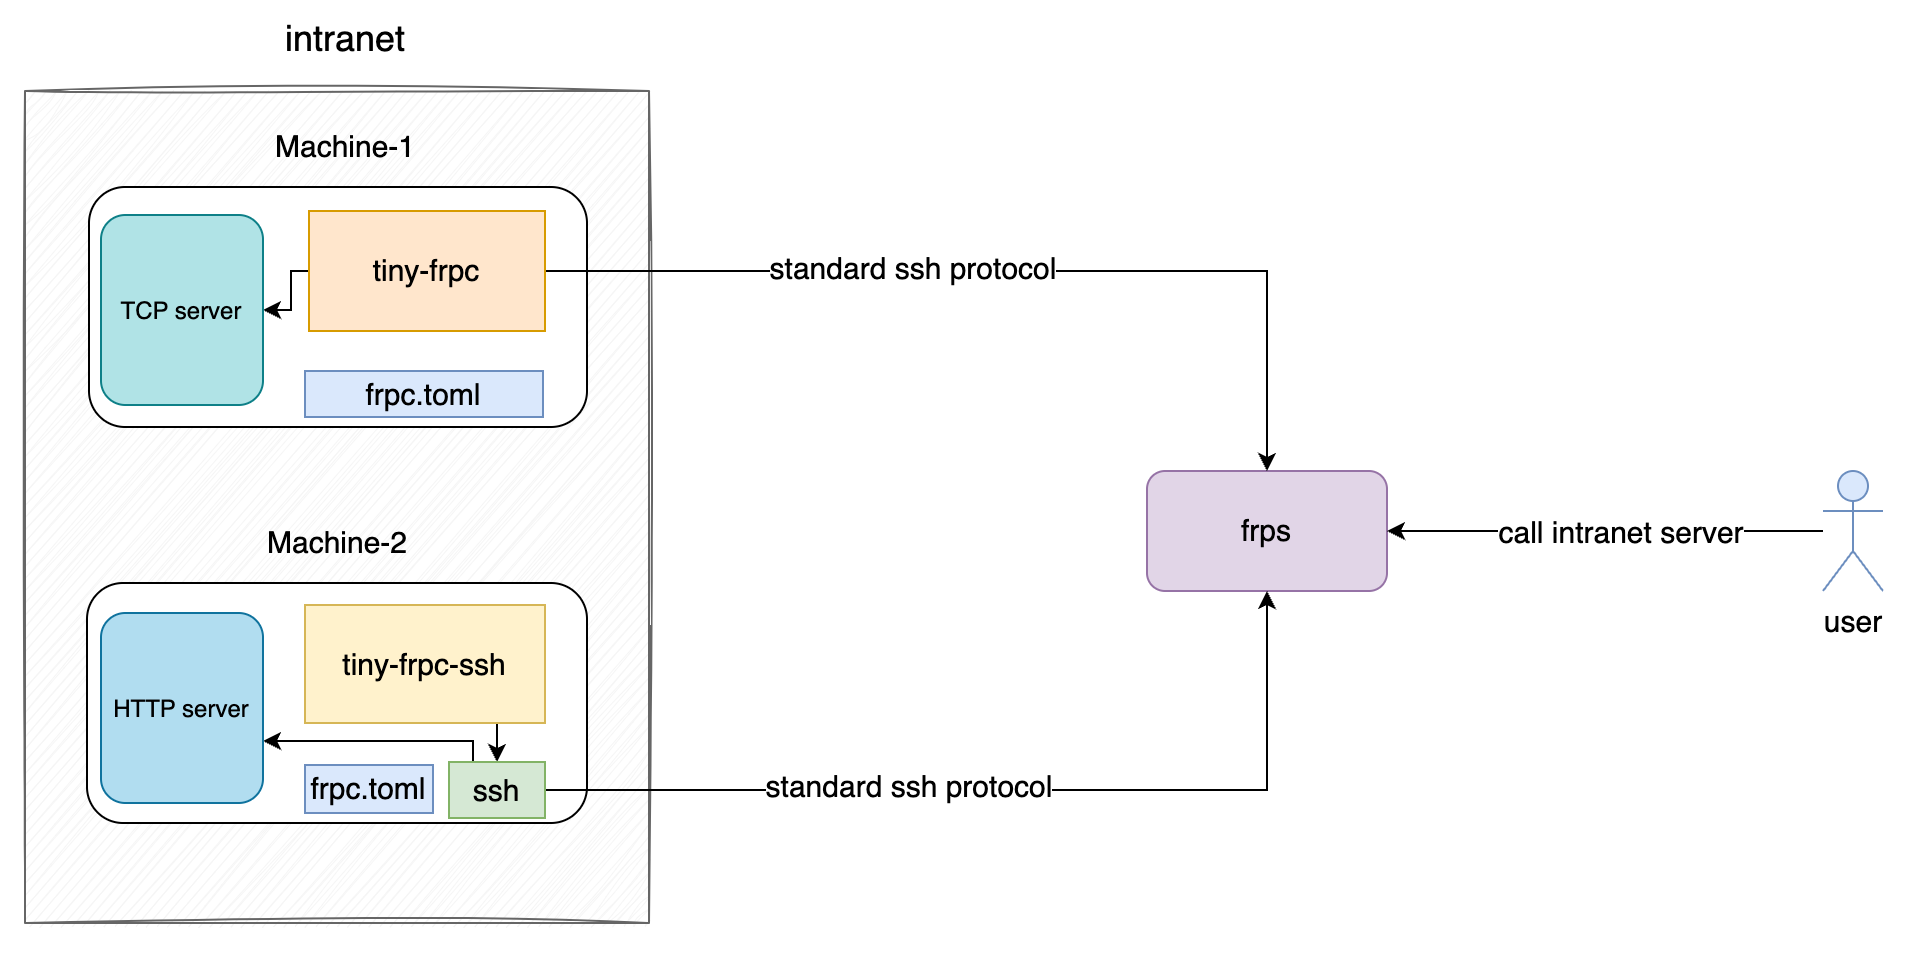 intranet
Machine-1
TCP server
tiny-frpc
frpc.toml
standard ssh protocol
Machine-2
HTTP server
tiny-frpc-ssh
frpc.toml
ssh
standard ssh protocol
frps
call intranet server
user